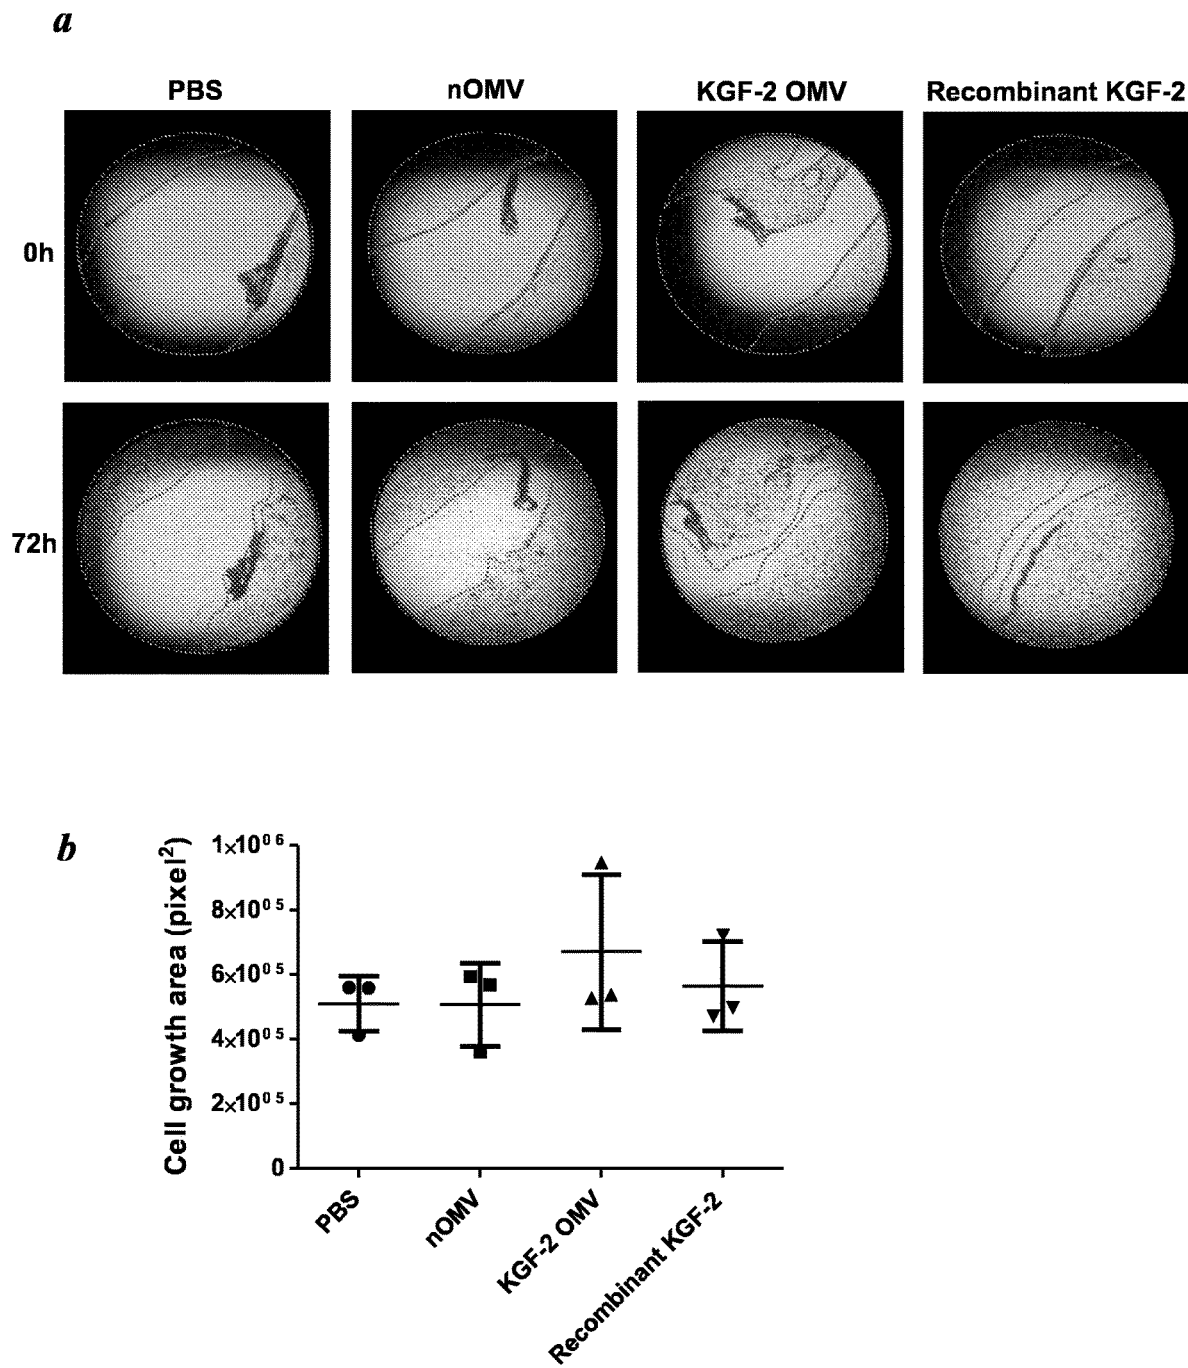 a
PBS nOMV KGF-2 OMV Recombinant KGF-2
0h
72h
b
Cell growth area (pixel²)
1×10⁰⁶
8×10⁰⁵
6×10⁰⁵
4×10⁰⁵
2×10⁰⁵
0
PBS
nOMV
KGF-2 OMV
Recombinant KGF-2